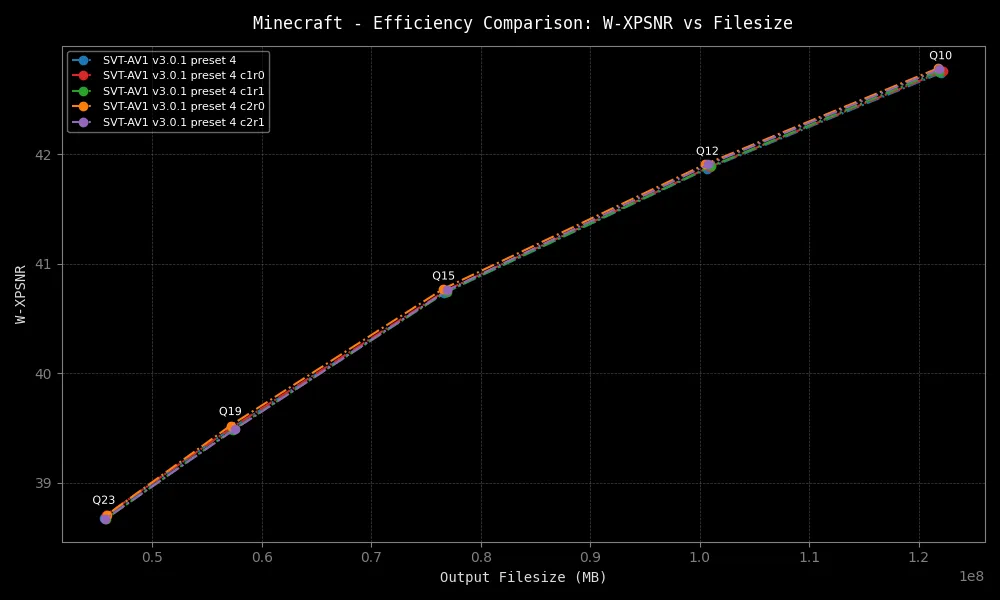 Minecraft - Efficiency Comparison: W-XPSNR vs Filesize
SVT-AV1 v3.0.1 preset 4
SVT-AV1 v3.0.1 preset 4 c1r0
SVT-AV1 v3.0.1 preset 4 c1r1
SVT-AV1 v3.0.1 preset 4 c2r0
SVT-AV1 v3.0.1 preset 4 c2r1
Q10
Q12
Q15
Q19
Q23
42
41
40
39
W-XPSNR
0.5 0.6 0.7 0.8 0.9 1.0 1.1 1.2
1e8
Output Filesize (MB)